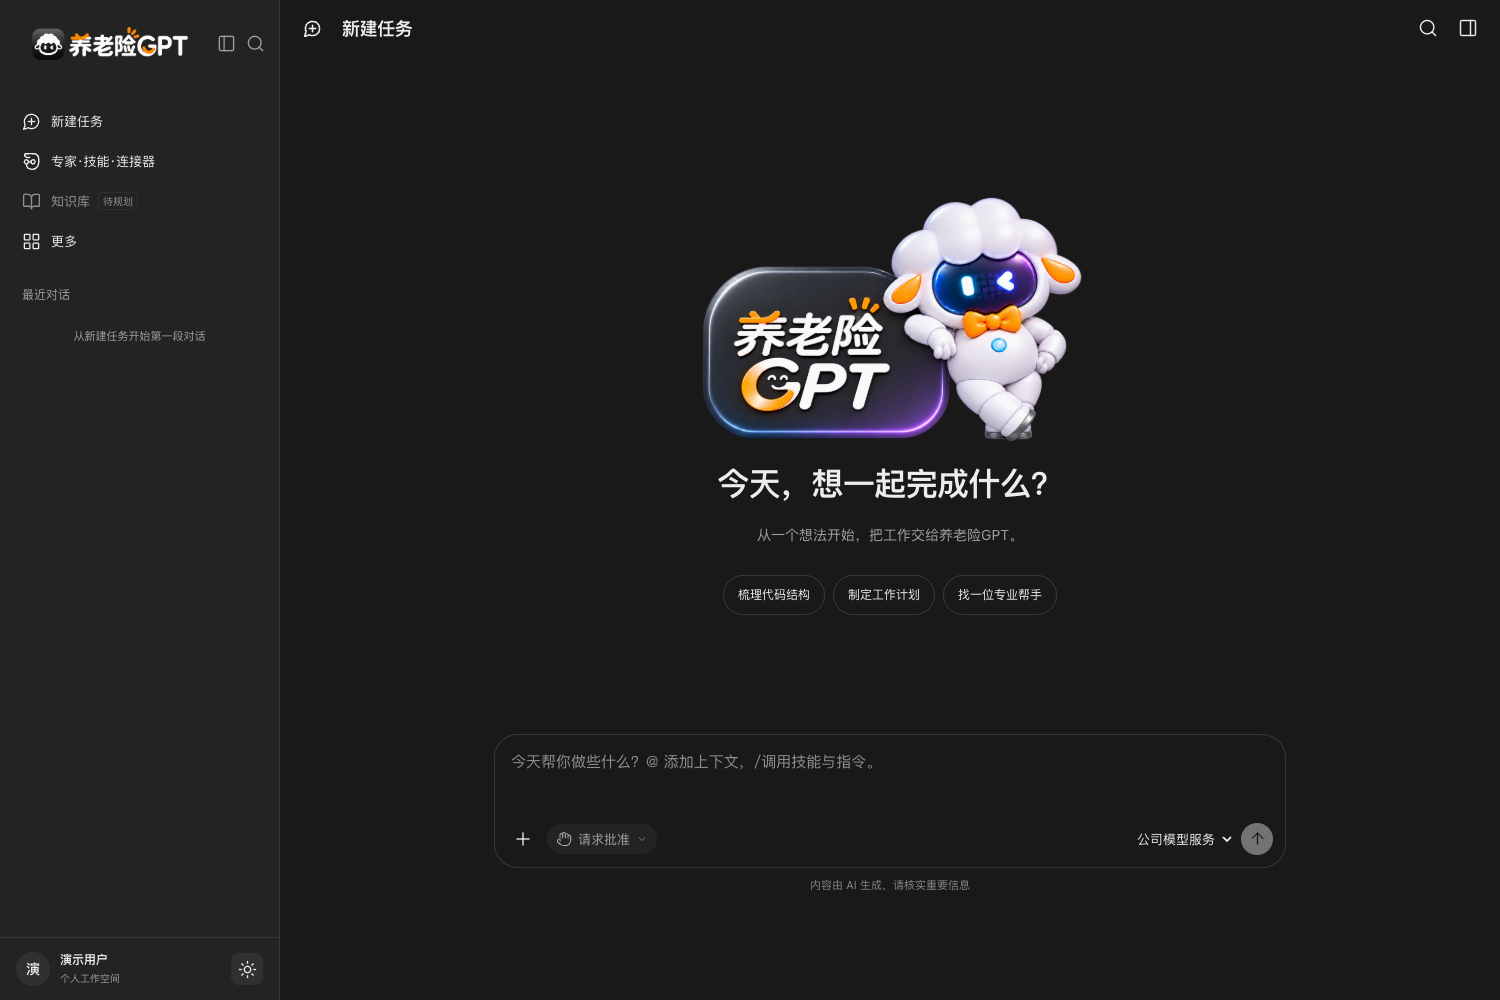 养老险GPT
新建任务
专家·技能·连接器
知识库 待规划
更多
最近对话
从新建任务开始第一段对话
演 演示用户
个人工作空间
新建任务
养老险
GPT
今天，想一起完成什么?
从一个想法开始，把工作交给养老险GPT。
梳理代码结构 制定工作计划 找一位专业帮手
今天帮你做些什么? @ 添加上下文，/调用技能与指令。
请求批准 公司模型服务
内容由 AI 生成，请核实重要信息